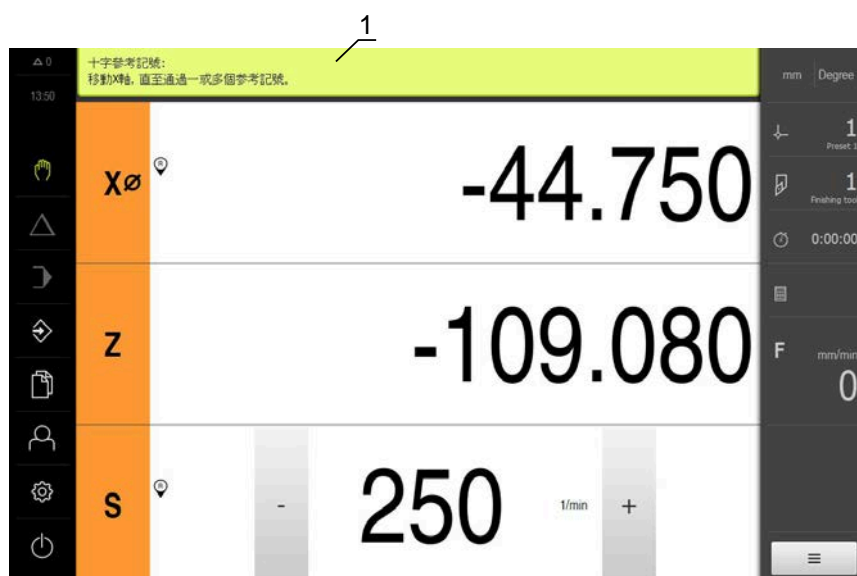 1
△ 0
十字參考記號:
移動X軸, 直至通過一或多個參考記號。
mm Degree
13:50
1
Preset 1
XØ
R
-44.750
1
Finishing too
0:00:00
Z
-109.080
F
mm/min
0
S
R
-
250
1/min
+